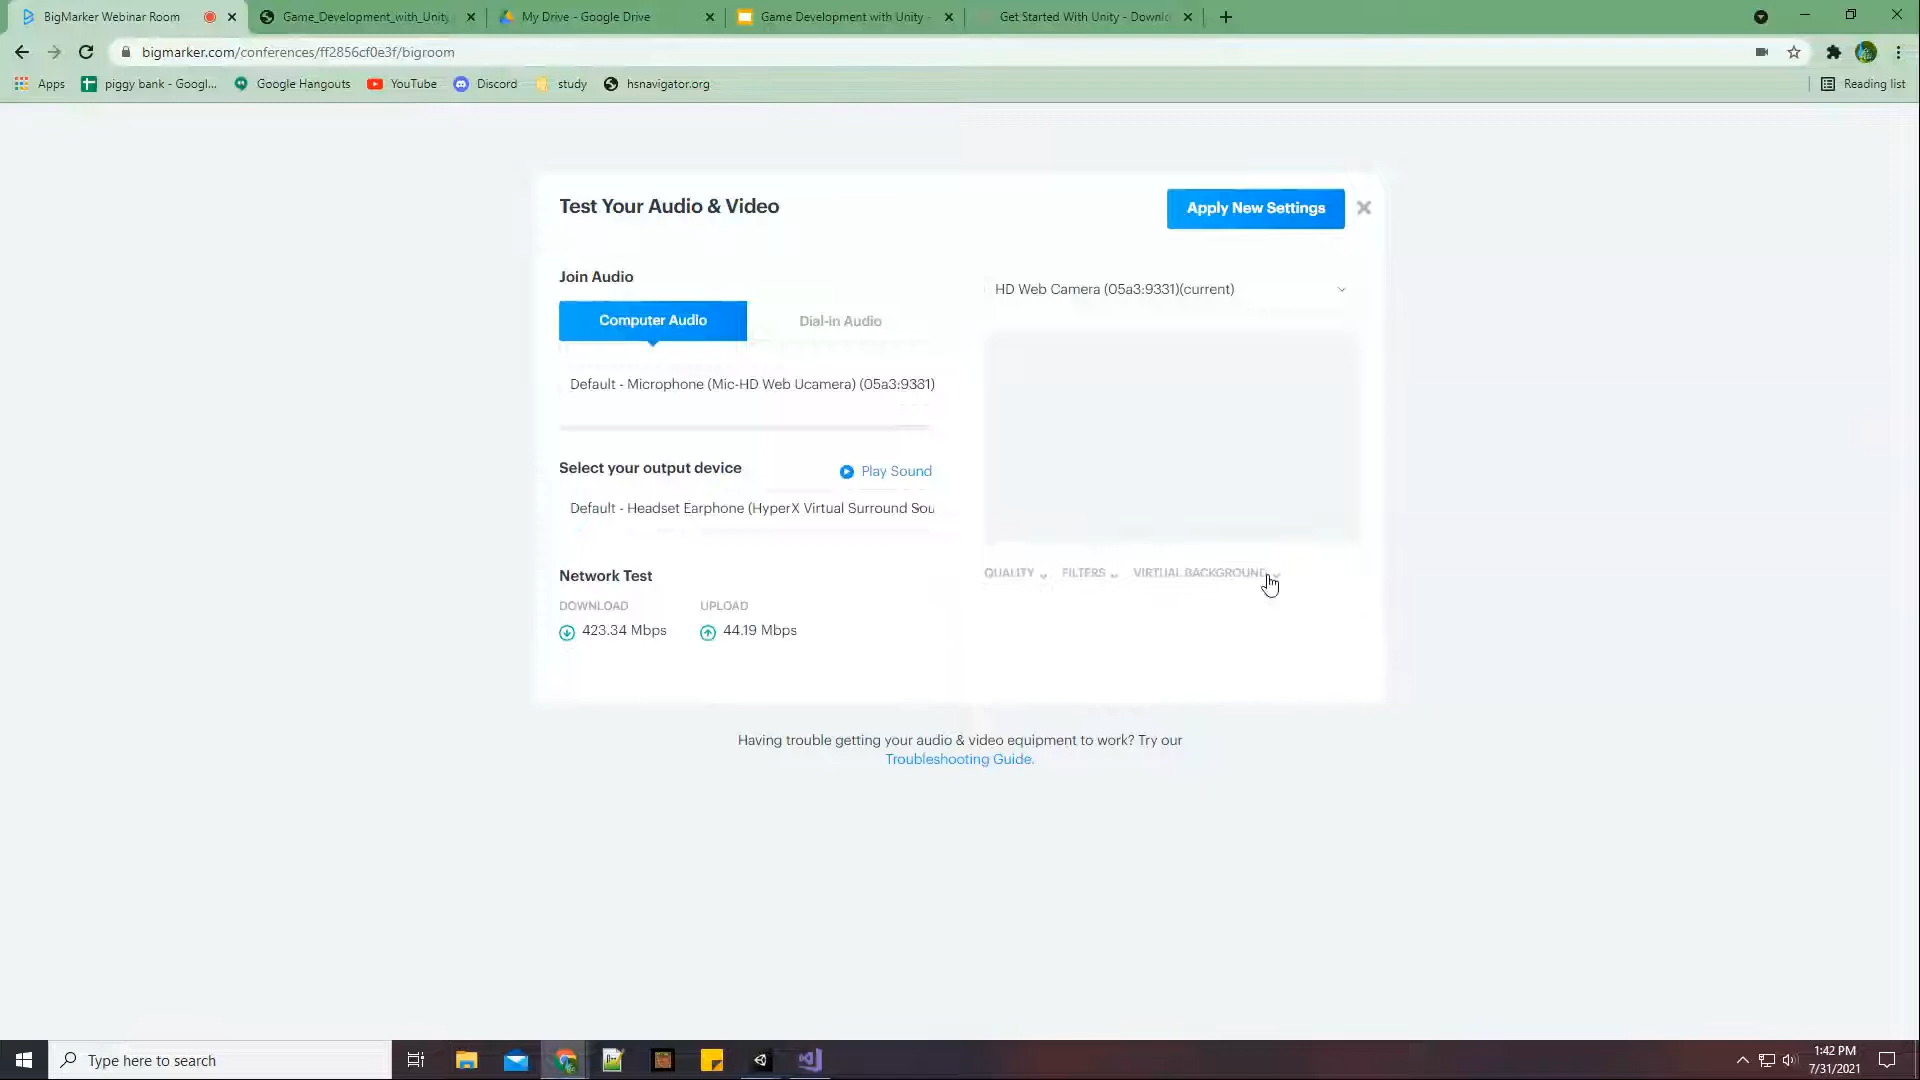 BigMarker Webinar Room
Game_Development_with_Unity
My Drive - Google Drive
Game Development with Unity -
Get Started With Unity - Downlo
bigmarker.com/conferences/ff2856cf0e3f/bigroom
Apps
piggy bank - Googl...
Google Hangouts
YouTube
Discord
study
hsnavigator.org
Reading list
Test Your Audio & Video
Apply New Settings
Join Audio
HD Web Camera (05a3:9331)(current)
Computer Audio
Dial-in Audio
Default - Microphone (Mic-HD Web Ucamera) (05a3:9331)
Select your output device
Play Sound
Default - Headset Earphone (HyperX Virtual Surround Sou
QUALITY
FILTERS
VIRTUAL BACKGROUND
Network Test
DOWNLOAD
UPLOAD
423.34 Mbps
44.19 Mbps
Having trouble getting your audio & video equipment to work? Try our
Troubleshooting Guide.
Type here to search
1:42 PM
7/31/2021